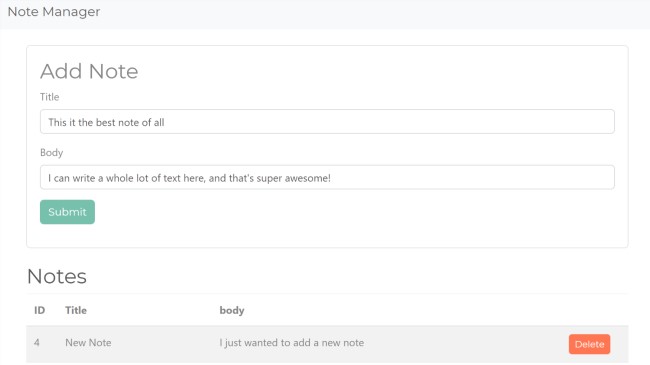 Note Manager
Add Note
Title
This it the best note of all
Body
I can write a whole lot of text here, and that's super awesome!
Submit
Notes
ID Title body
4 New Note I just wanted to add a new note Delete